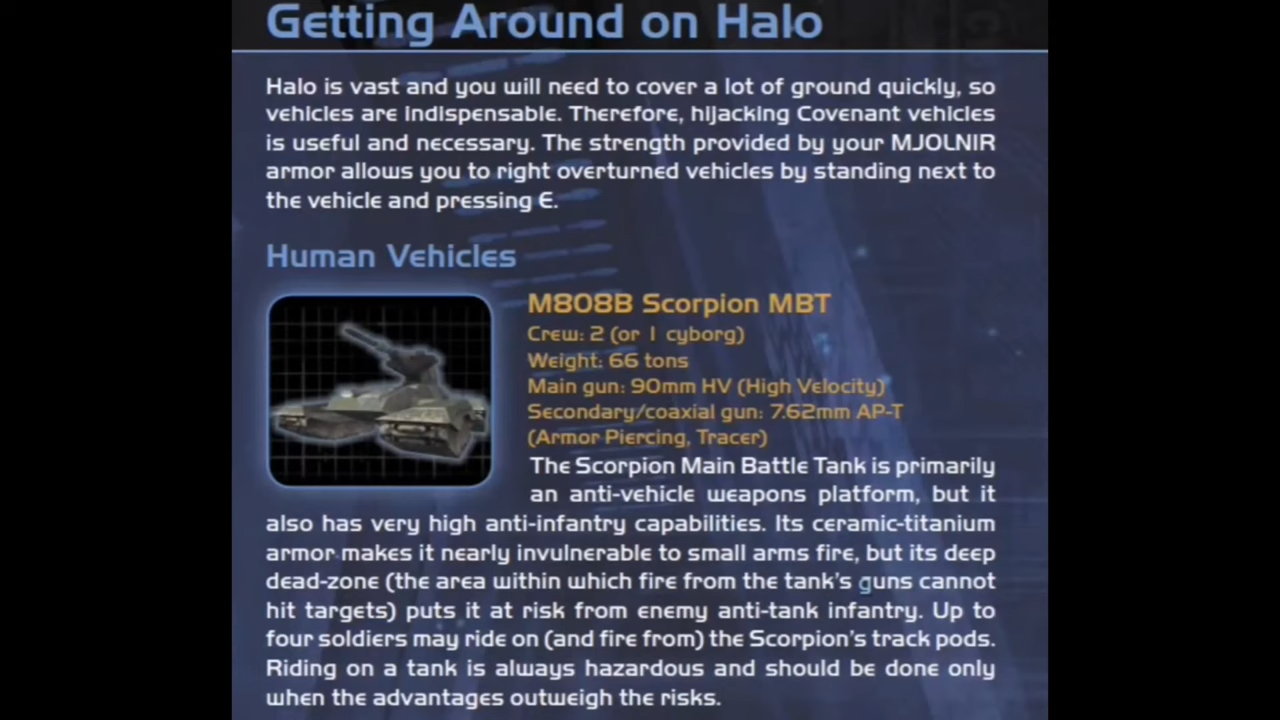 Getting Around on Halo
Halo is vast and you will need to cover a lot of ground quickly, so
vehicles are indispensable. Therefore, hijacking Covenant vehicles
is useful and necessary. The strength provided by your MJOLNIR
armor allows you to right overturned vehicles by standing next to
the vehicle and pressing E.
Human Vehicles
M808B Scorpion MBT
Crew: 2 (or 1 cyborg)
Weight: 66 tons
Main gun: 90mm HV (High Velocity)
Secondary/coaxial gun: 7.62mm AP-T
(Armor Piercing, Tracer)
The Scorpion Main Battle Tank is primarily
an anti-vehicle weapons platform, but it
also has very high anti-infantry capabilities. Its ceramic-titanium
armor makes it nearly invulnerable to small arms fire, but its deep
dead-zone (the area within which fire from the tank's guns cannot
hit targets) puts it at risk from enemy anti-tank infantry. Up to
four soldiers may ride on (and fire from) the Scorpion's track pods.
Riding on a tank is always hazardous and should be done only
when the advantages outweigh the risks.